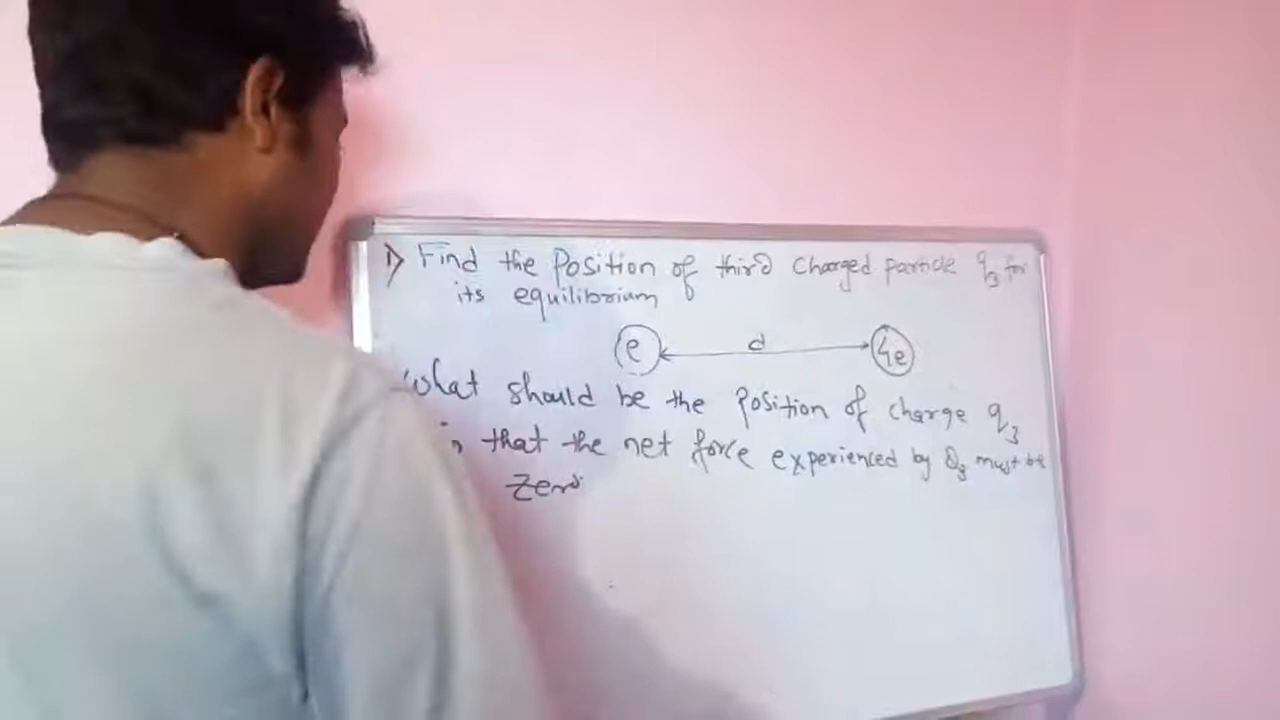 1) Find the Position of third Charged particle q3 for
its equilibrium
e d 4e
What should be the Position of charge q3
that the net force experienced by Q3 must be
Zero